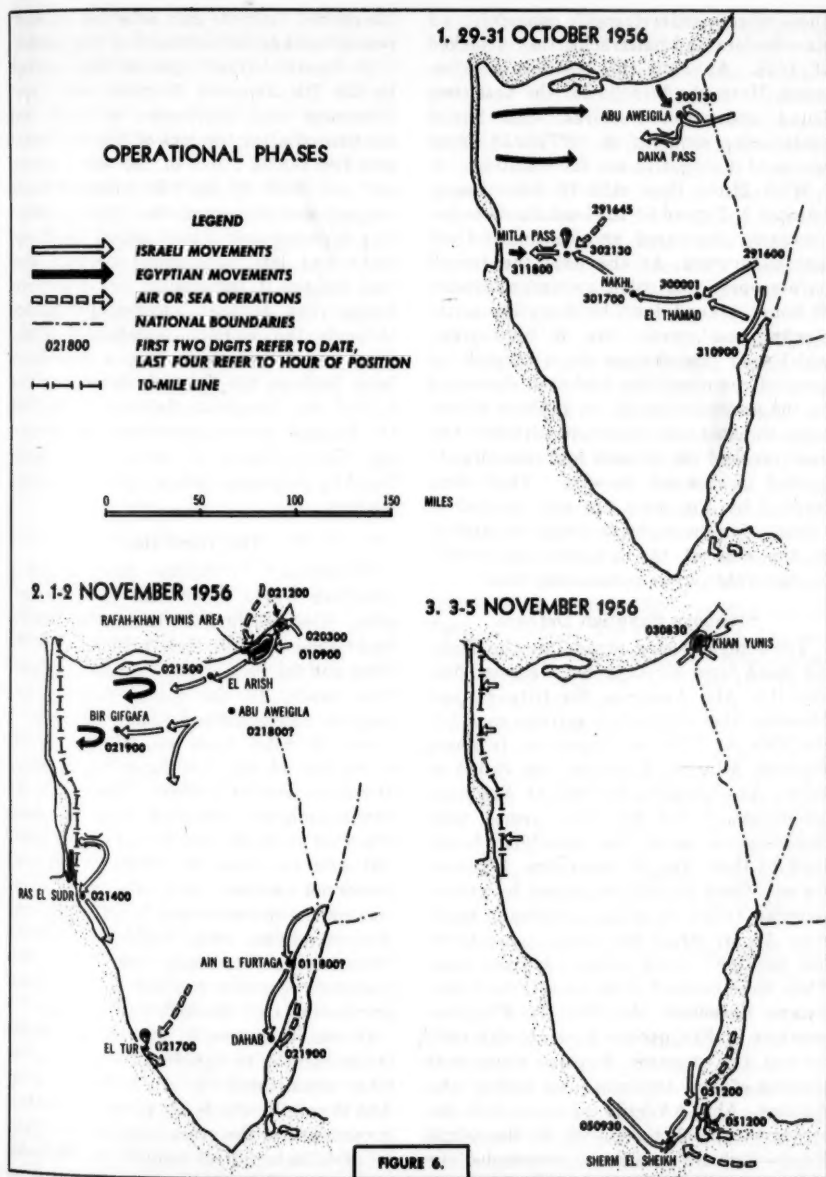 OPERATIONAL PHASES
LEGEND
ISRAELI MOVEMENTS
EGYPTIAN MOVEMENTS
AIR OR SEA OPERATIONS
NATIONAL BOUNDARIES
021800 FIRST TWO DIGITS REFER TO DATE,
LAST FOUR REFER TO HOUR OF POSITION
10-MILE LINE
0 50 100 150 MILES
1. 29-31 OCTOBER 1956
300130
ABU AWEIGILA
DAIKA PASS
291645
MITLA PASS
302230
311800
291600
NAKHL
300001
301700
EL THAMAD
310900
2. 1-2 NOVEMBER 1956
021200
RAFAH-KHAN YUNIS AREA
020300
010900
021500
EL ARISH
ABU AWEIGILA
BIR GIFGAFA
021800?
021900
RAS EL SUDR
021400
AIN EL FURTAGA
011800?
EL TUR
021700
DAHAB
021900
3. 3-5 NOVEMBER 1956
030830
KHAN YUNIS
051200
050930
051200
SHERM EL SHEIKH
FIGURE 6.